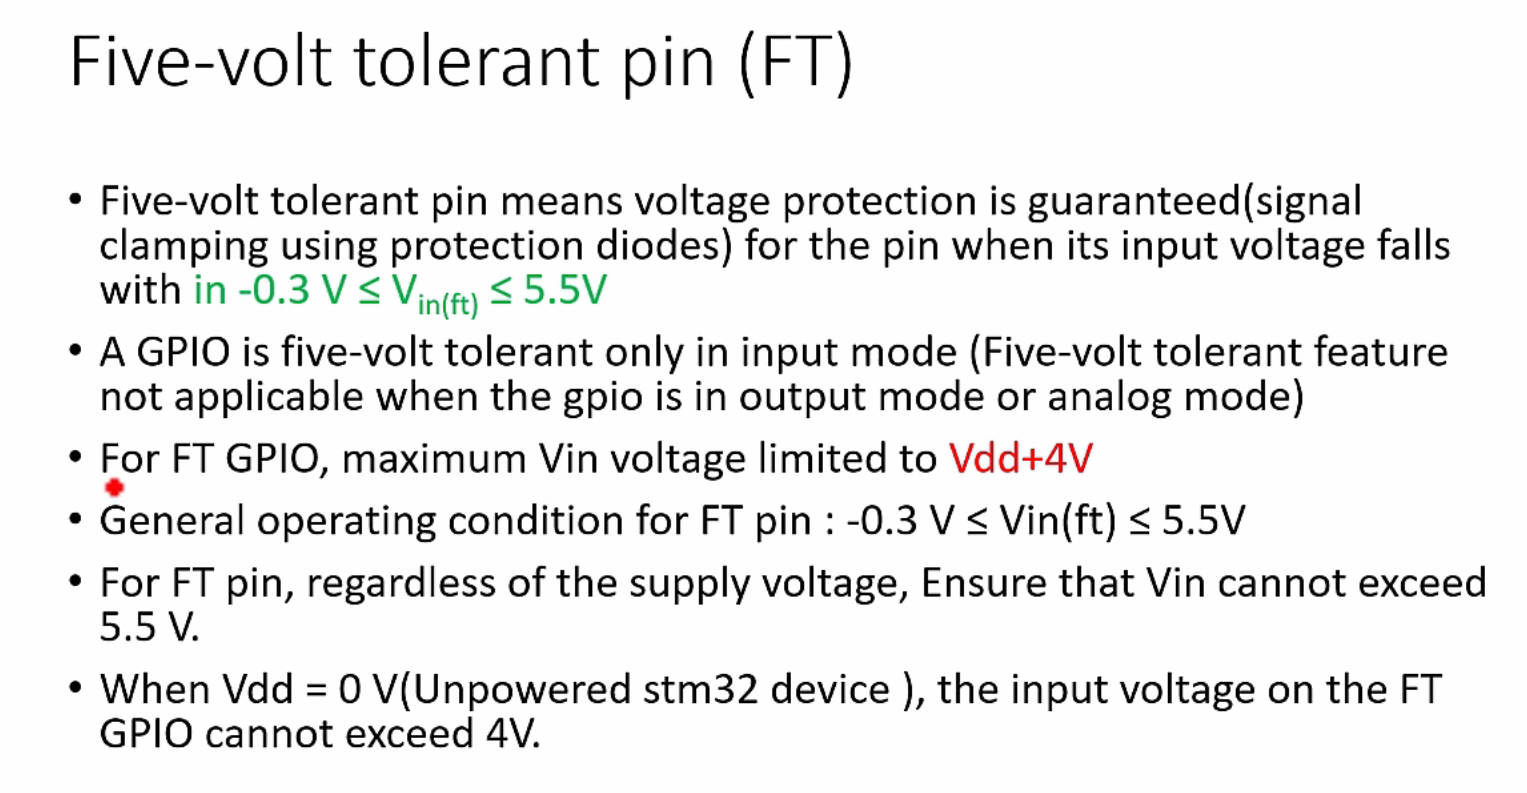 Five-volt tolerant pin (FT)
• Five-volt tolerant pin means voltage protection is guaranteed(signal
clamping using protection diodes) for the pin when its input voltage falls
with in -0.3 V ≤ Vin(ft) ≤ 5.5V
• A GPIO is five-volt tolerant only in input mode (Five-volt tolerant feature
not applicable when the gpio is in output mode or analog mode)
• For FT GPIO, maximum Vin voltage limited to Vdd+4V
• General operating condition for FT pin : -0.3 V ≤ Vin(ft) ≤ 5.5V
• For FT pin, regardless of the supply voltage, Ensure that Vin cannot exceed
5.5 V.
• When Vdd = 0 V(Unpowered stm32 device ), the input voltage on the FT
GPIO cannot exceed 4V.